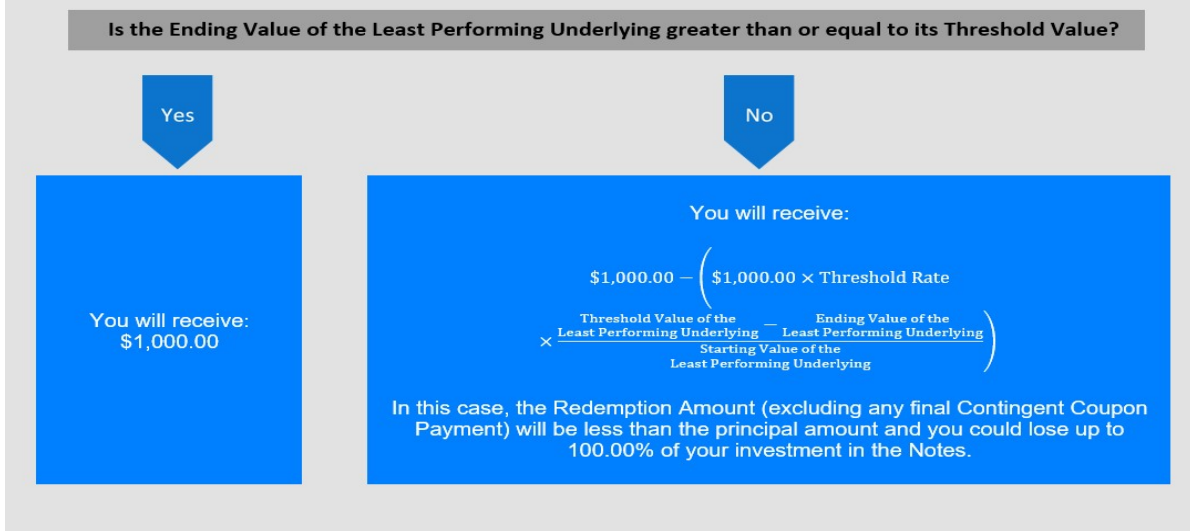 Is the Ending Value of the Least Performing Underlying greater than or equal to its Threshold Value?
Yes
No
You will receive:
$1,000.00
You will receive:
$1,000.00 − ($1,000.00 × Threshold Rate
× Threshold Value of the Least Performing Underlying − Ending Value of the Least Performing Underlying
Starting Value of the
Least Performing Underlying)
In this case, the Redemption Amount (excluding any final Contingent Coupon
Payment) will be less than the principal amount and you could lose up to
100.00% of your investment in the Notes.